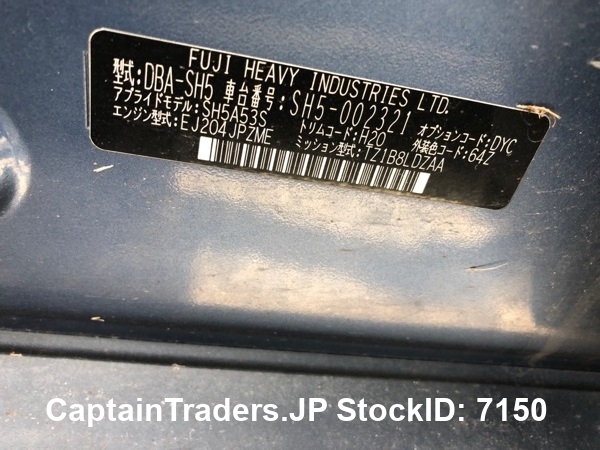 FUJI HEAVY INDUSTRIES LTD.
型式: DBA-SH5 車台番号: SH5-002321
アプライドモデル: SH5A53S トリムコード: A20 オプションコード: DYC
エンジン型式: EJ204JPZME ミッション型式: TZ1B8LDZAA 外装色コード: 64Z
CaptainTraders.JP StockID: 7150